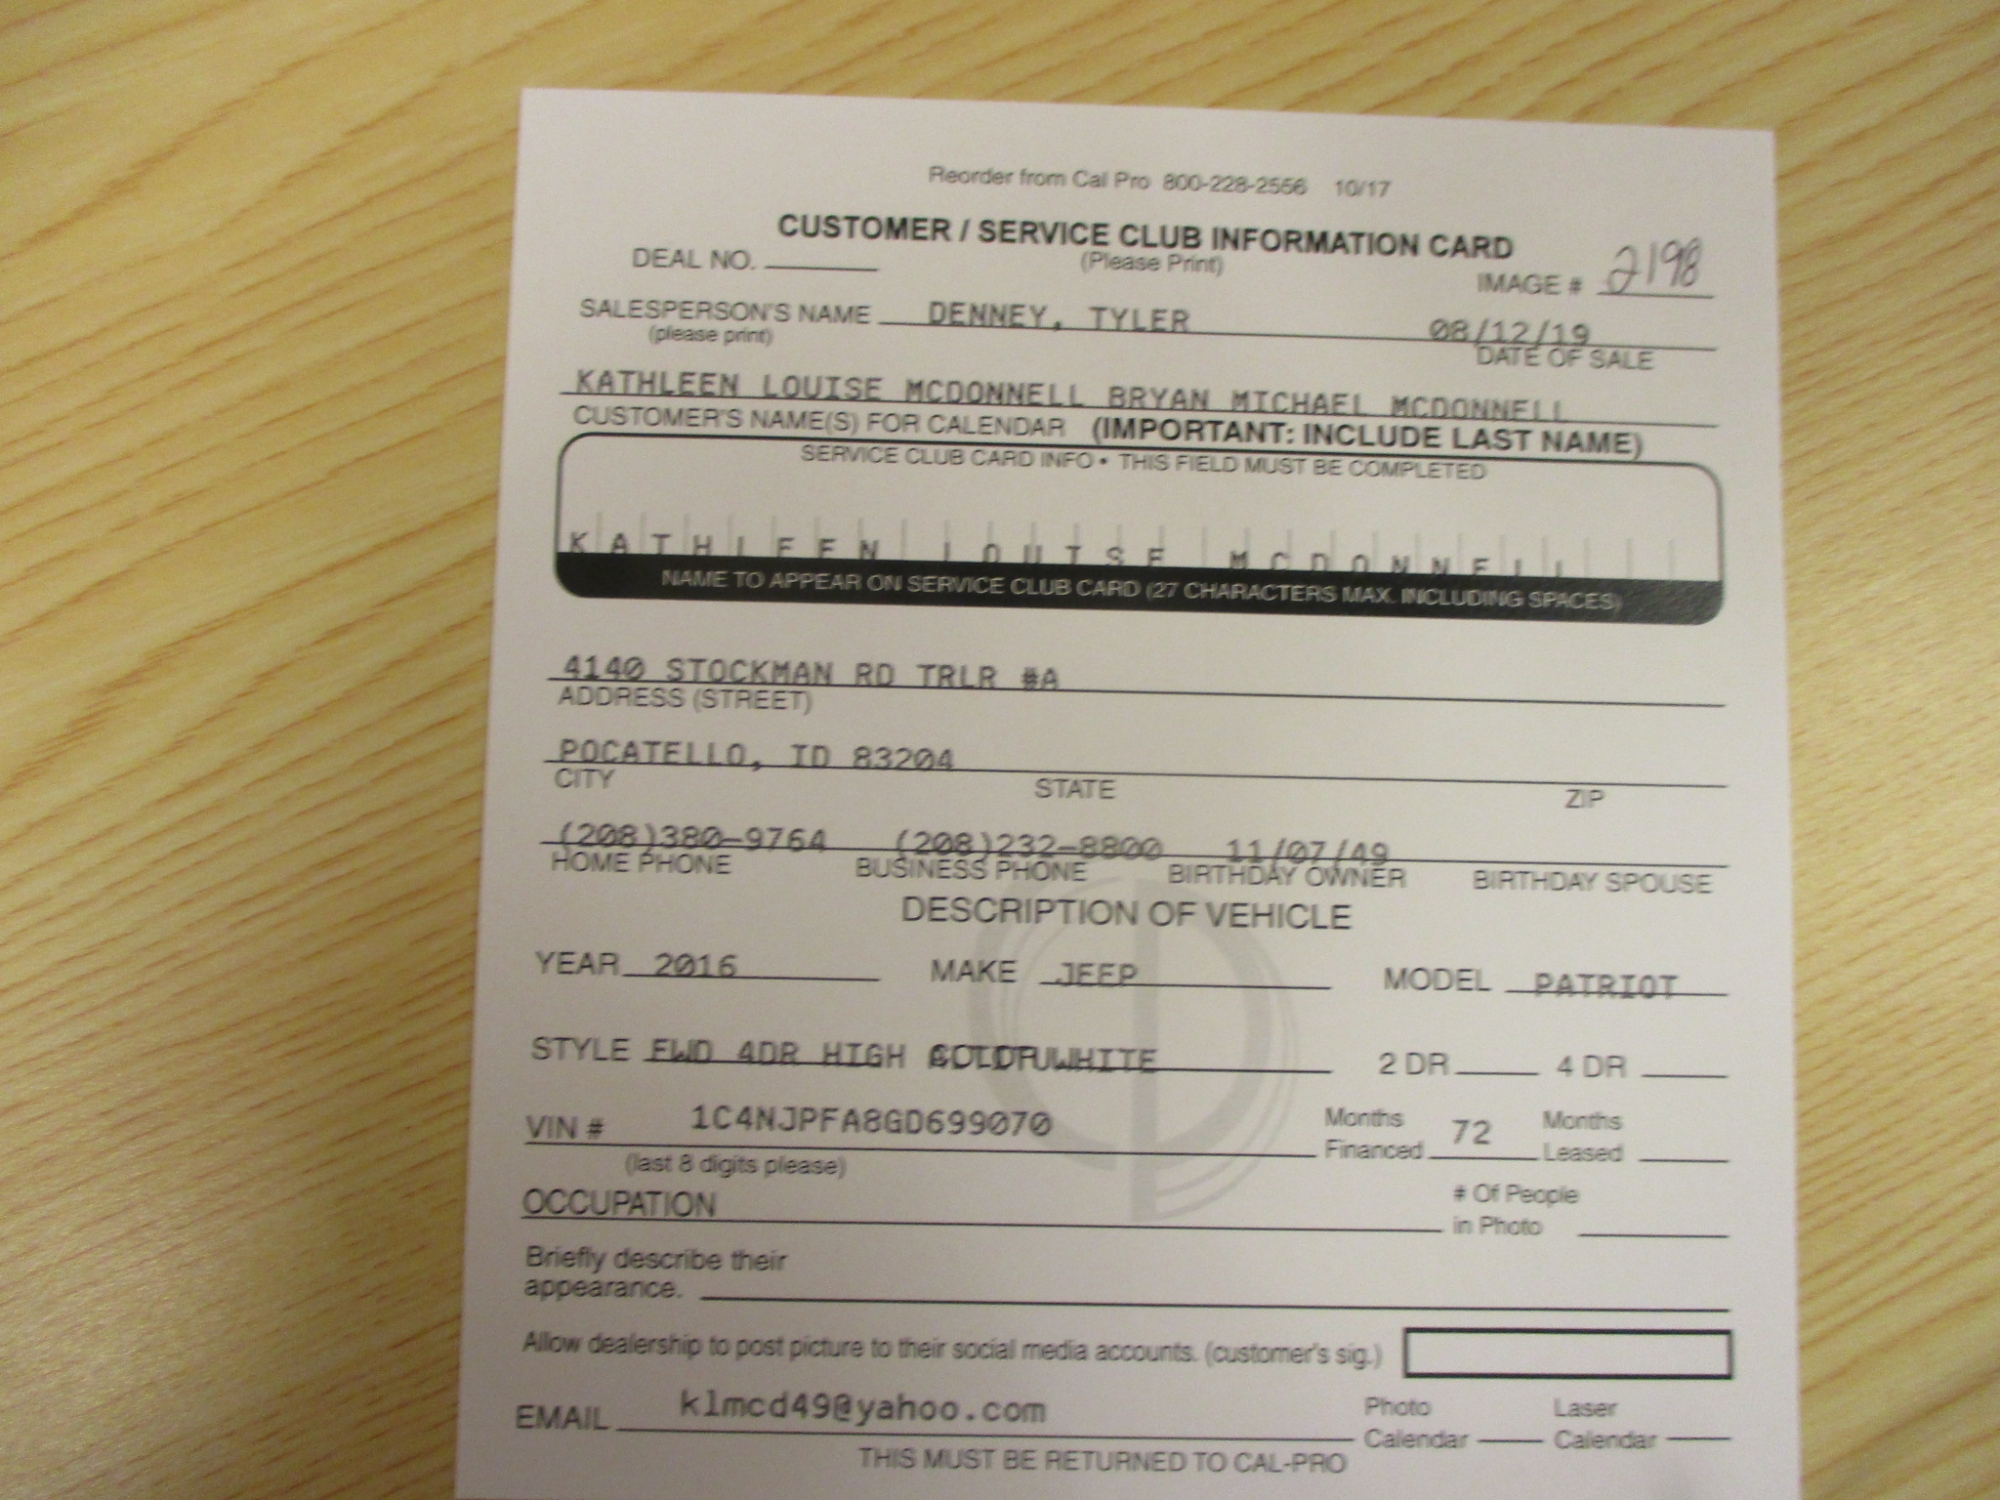 Reorder from Cal Pro 800-228-2556 10/17
CUSTOMER / SERVICE CLUB INFORMATION CARD
DEAL NO. (Please Print) IMAGE # 2198
SALESPERSON'S NAME DENNEY, TYLER 08/12/19
(please print) DATE OF SALE
KATHLEEN LOUISE MCDONNELL BRYAN MICHAEL MCDONNELL
CUSTOMER'S NAME(S) FOR CALENDAR (IMPORTANT: INCLUDE LAST NAME)
SERVICE CLUB CARD INFO • THIS FIELD MUST BE COMPLETED
KATHLEEN LOUISE MCDONNELL
NAME TO APPEAR ON SERVICE CLUB CARD (27 CHARACTERS MAX. INCLUDING SPACES)
4140 STOCKMAN RD TRLR #A
ADDRESS (STREET)
POCATELLO, ID 83204
CITY STATE ZIP
(208)380-9764 (208)232-8800 11/07/49
HOME PHONE BUSINESS PHONE BIRTHDAY OWNER BIRTHDAY SPOUSE
DESCRIPTION OF VEHICLE
YEAR 2016 MAKE JEEP MODEL PATRIOT
STYLE FWD 4DR HIGH 2 DR 4 DR
VIN # 1C4NJPFA8GD699070 Months Financed 72 Months Leased
(last 8 digits please)
OCCUPATION # Of People in Photo
Briefly describe their
appearance.
Allow dealership to post picture to their social media accounts. (customer's sig.)
EMAIL klmcd49@yahoo.com Photo Calendar Laser Calendar
THIS MUST BE RETURNED TO CAL-PRO